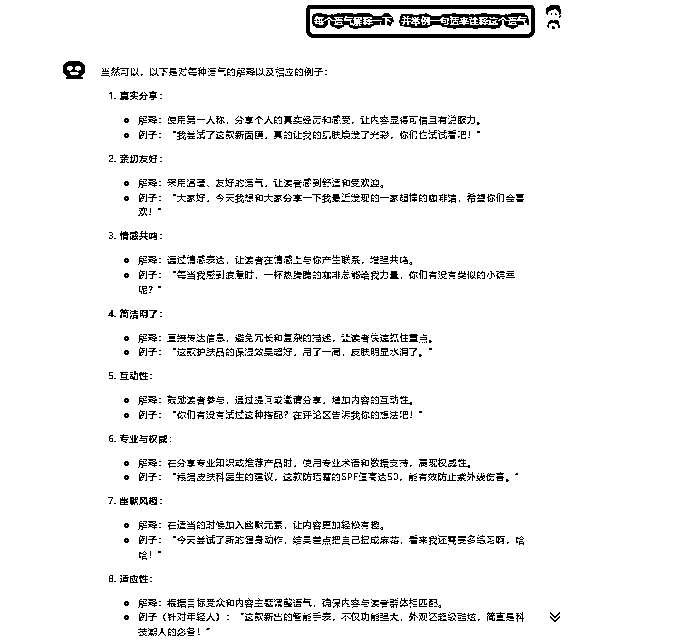 每个语气解释一下 并举例一句话来诠释这个语气
当然可以，以下是对每种语气的解释以及相应的例子：
1. 真实分享：
解释：使用第一人称，分享个人的真实经历和感受，让内容显得可信且有说服力。
例子："我尝试了这款新面膜，真的让我的肌肤焕发了光彩，你们也试试看吧！"
2. 亲切友好：
解释：采用温馨、友好的语气，让读者感到舒适和受欢迎。
例子："大家好，今天我想和大家分享一下我最近发现的一家超棒的咖啡馆，希望你们会喜
欢！"
3. 情感共鸣：
解释：通过情感表达，让读者在情感上与你产生联系，增强共鸣。
例子："每当我感到疲惫时，一杯热腾腾的咖啡总能给我力量，你们有没有类似的小确幸
呢？"
4. 简洁明了：
解释：直接传达信息，避免冗长和复杂的描述，让读者快速抓住重点。
例子："这款护肤品的保湿效果超好，用了一周，皮肤明显水润了。"
5. 互动性：
解释：鼓励读者参与，通过提问或邀请分享，增加内容的互动性。
例子："你们有没有试过这种搭配？在评论区告诉我你的想法吧！"
6. 专业与权威：
解释：在分享专业知识或推荐产品时，使用专业术语和数据支持，展现权威性。
例子："根据皮肤科医生的建议，这款防晒霜的SPF值高达50，能有效防止紫外线伤害。"
7. 幽默风趣：
解释：在适当的时候加入幽默元素，让内容更加轻松有趣。
例子："今天尝试了新的健身动作，结果差点把自己扭成麻花，看来我还需要多练习啊，哈
哈！"
8. 适应性：
解释：根据目标受众和内容主题调整语气，确保内容与读者群体相匹配。
例子（针对年轻人）："这款新出的智能手表，不仅功能强大，外观还超级酷炫，简直是科
技潮人的必备！"